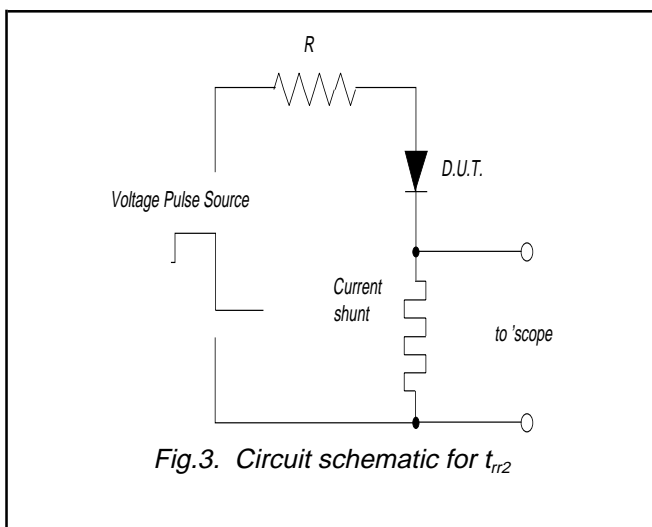 R
D.U.T.
Voltage Pulse Source
Current
shunt
to 'scope
Fig.3. Circuit schematic for trr2